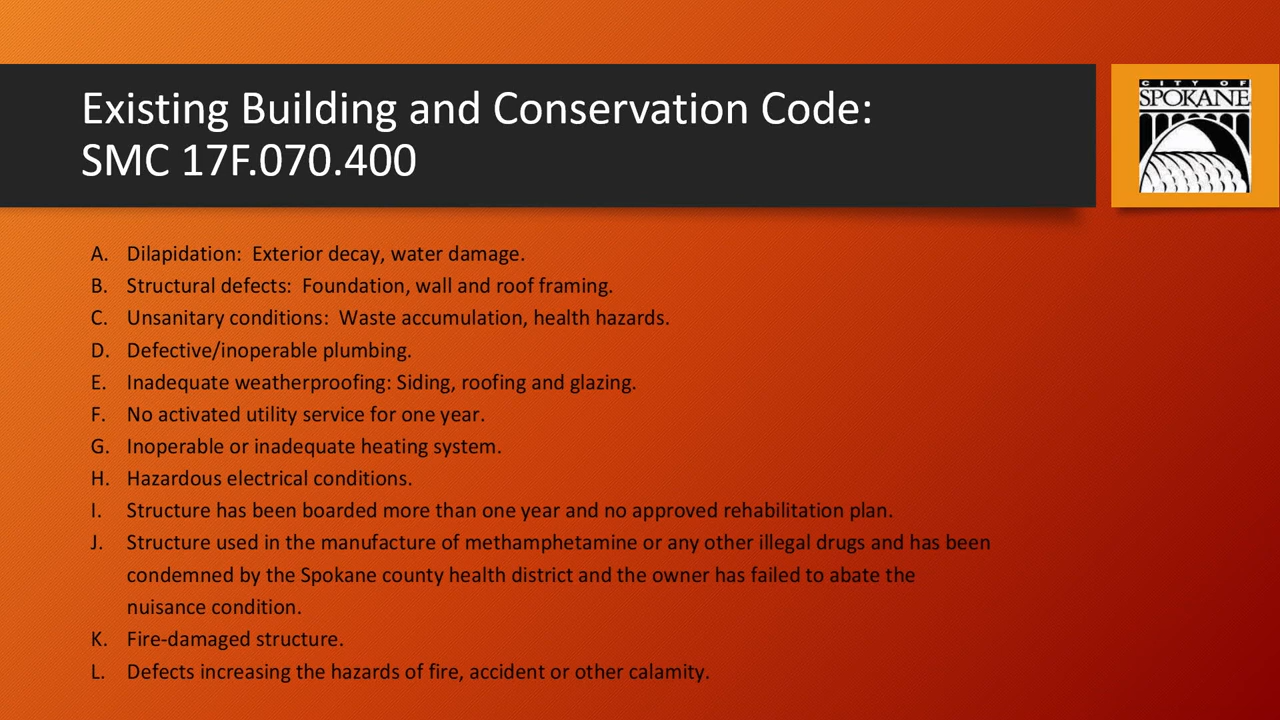 Existing Building and Conservation Code:
SMC 17F.070.400
CITY OF
SPOKANE
A. Dilapidation: Exterior decay, water damage.
B. Structural defects: Foundation, wall and roof framing.
C. Unsanitary conditions: Waste accumulation, health hazards.
D. Defective/inoperable plumbing.
E. Inadequate weatherproofing: Siding, roofing and glazing.
F. No activated utility service for one year.
G. Inoperable or inadequate heating system.
H. Hazardous electrical conditions.
I. Structure has been boarded more than one year and no approved rehabilitation plan.
J. Structure used in the manufacture of methamphetamine or any other illegal drugs and has been
condemned by the Spokane county health district and the owner has failed to abate the
nuisance condition.
K. Fire-damaged structure.
L. Defects increasing the hazards of fire, accident or other calamity.